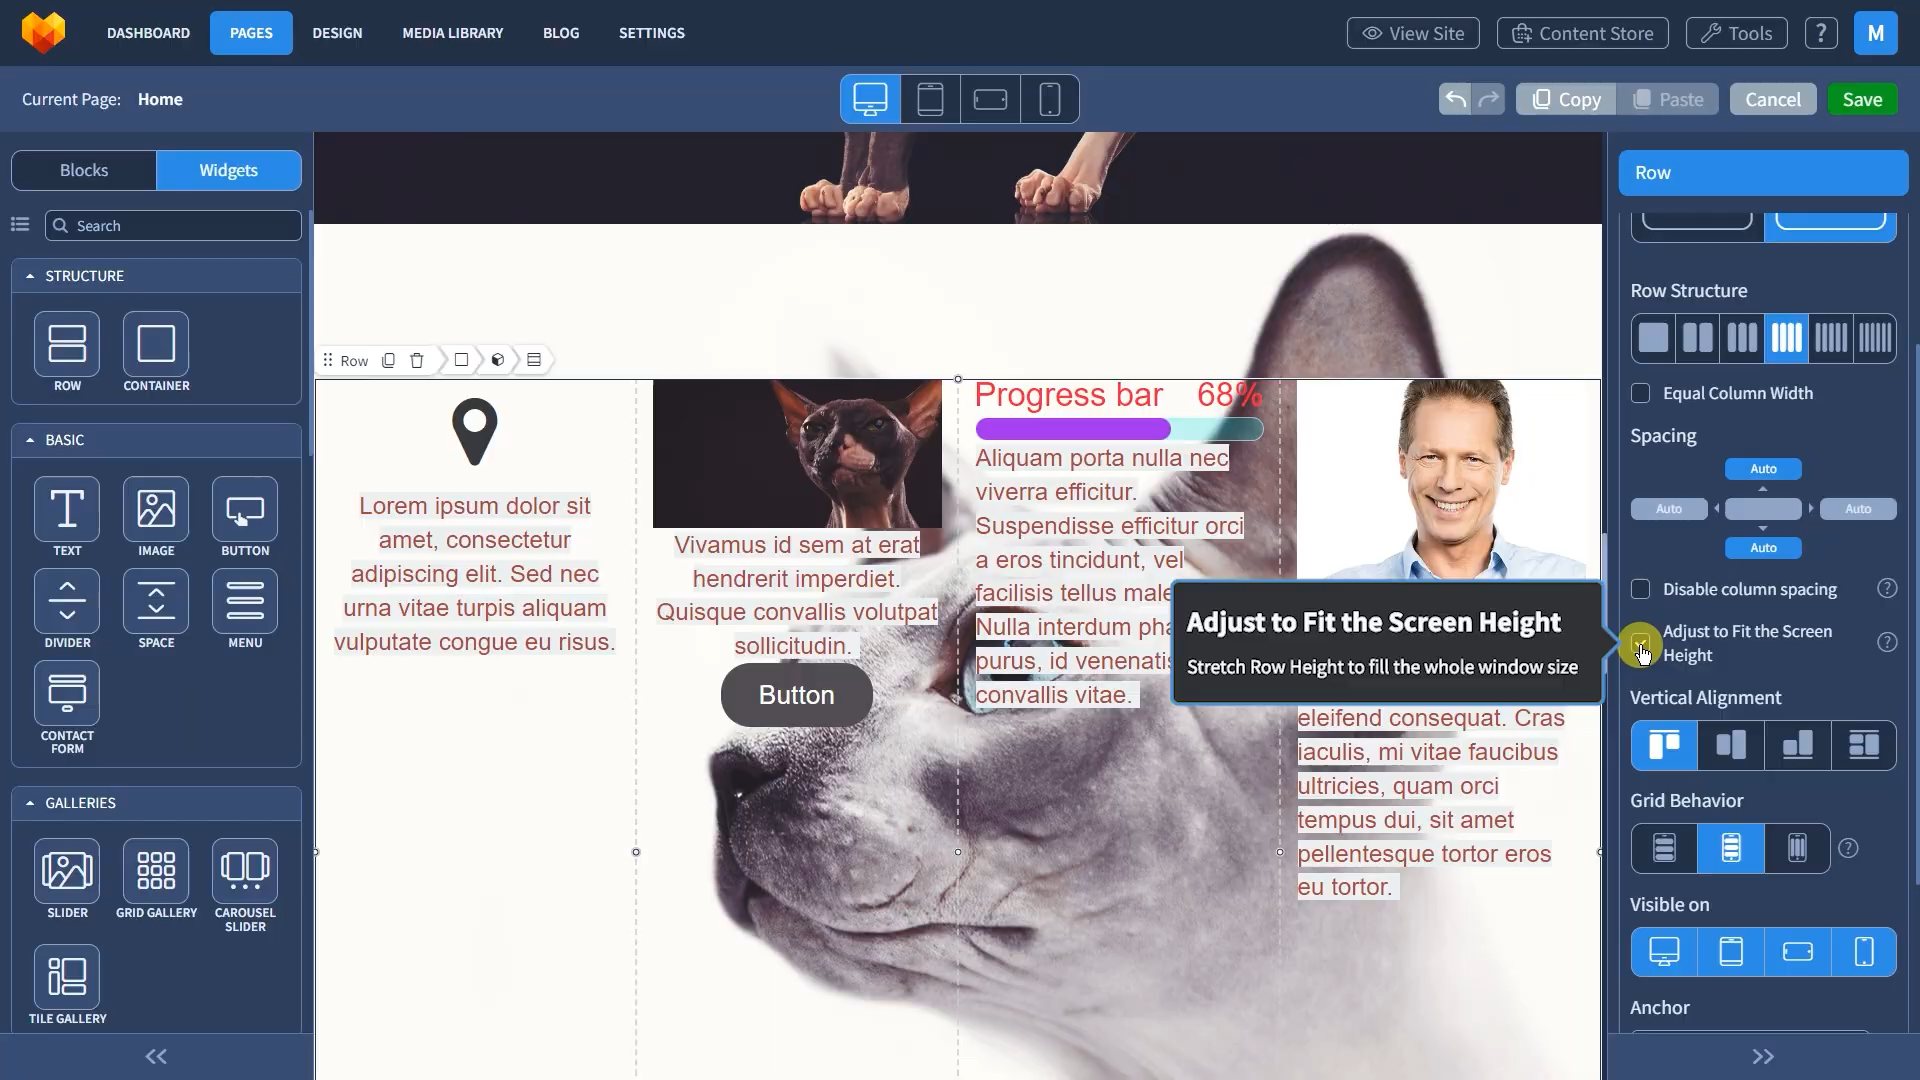 DASHBOARD
PAGES
DESIGN
MEDIA LIBRARY
BLOG
SETTINGS
View Site
Content Store
Tools
?
M
Current Page: Home
Copy
Paste
Cancel
Save
Blocks
Widgets
Search
STRUCTURE
ROW
CONTAINER
BASIC
TEXT
IMAGE
BUTTON
DIVIDER
SPACE
MENU
CONTACT
FORM
GALLERIES
SLIDER
GRID GALLERY
CAROUSEL
SLIDER
TILE GALLERY
Row
Lorem ipsum dolor sit
amet, consectetur
adipiscing elit. Sed nec
urna vitae turpis aliquam
vulputate congue eu risus.
Vivamus id sem at erat
hendrerit imperdiet.
Quisque convallis volutpat
sollicitudin.
Button
Progress bar 68%
Aliquam porta nulla nec
viverra efficitur.
Suspendisse efficitur orci
a eros tincidunt, vel
facilisis tellus male
Nulla interdum pha
purus, id venenatis
convallis vitae.
eleifend consequat. Cras
iaculis, mi vitae faucibus
ultricies, quam orci
tempus dui, sit amet
pellentesque tortor eros
eu tortor.
Adjust to Fit the Screen Height
Stretch Row Height to fill the whole window size
Row
Row Structure
Equal Column Width
Spacing
Auto
Auto
Auto
Auto
Disable column spacing
?
Adjust to Fit the Screen
Height
?
Vertical Alignment
Grid Behavior
?
Visible on
Anchor